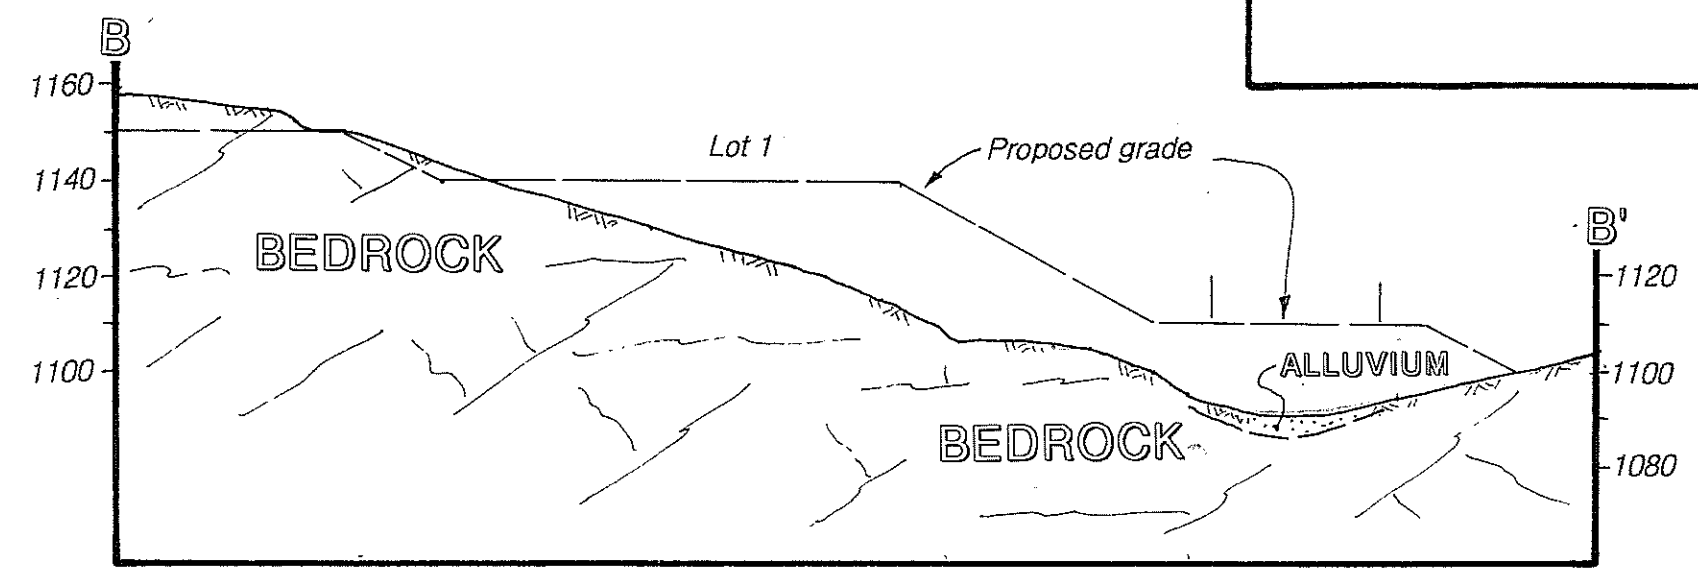 B
1160
1140
1120
1100
Lot 1
Proposed grade
BEDROCK
B'
1120
1100
1080
ALLUVIUM
BEDROCK